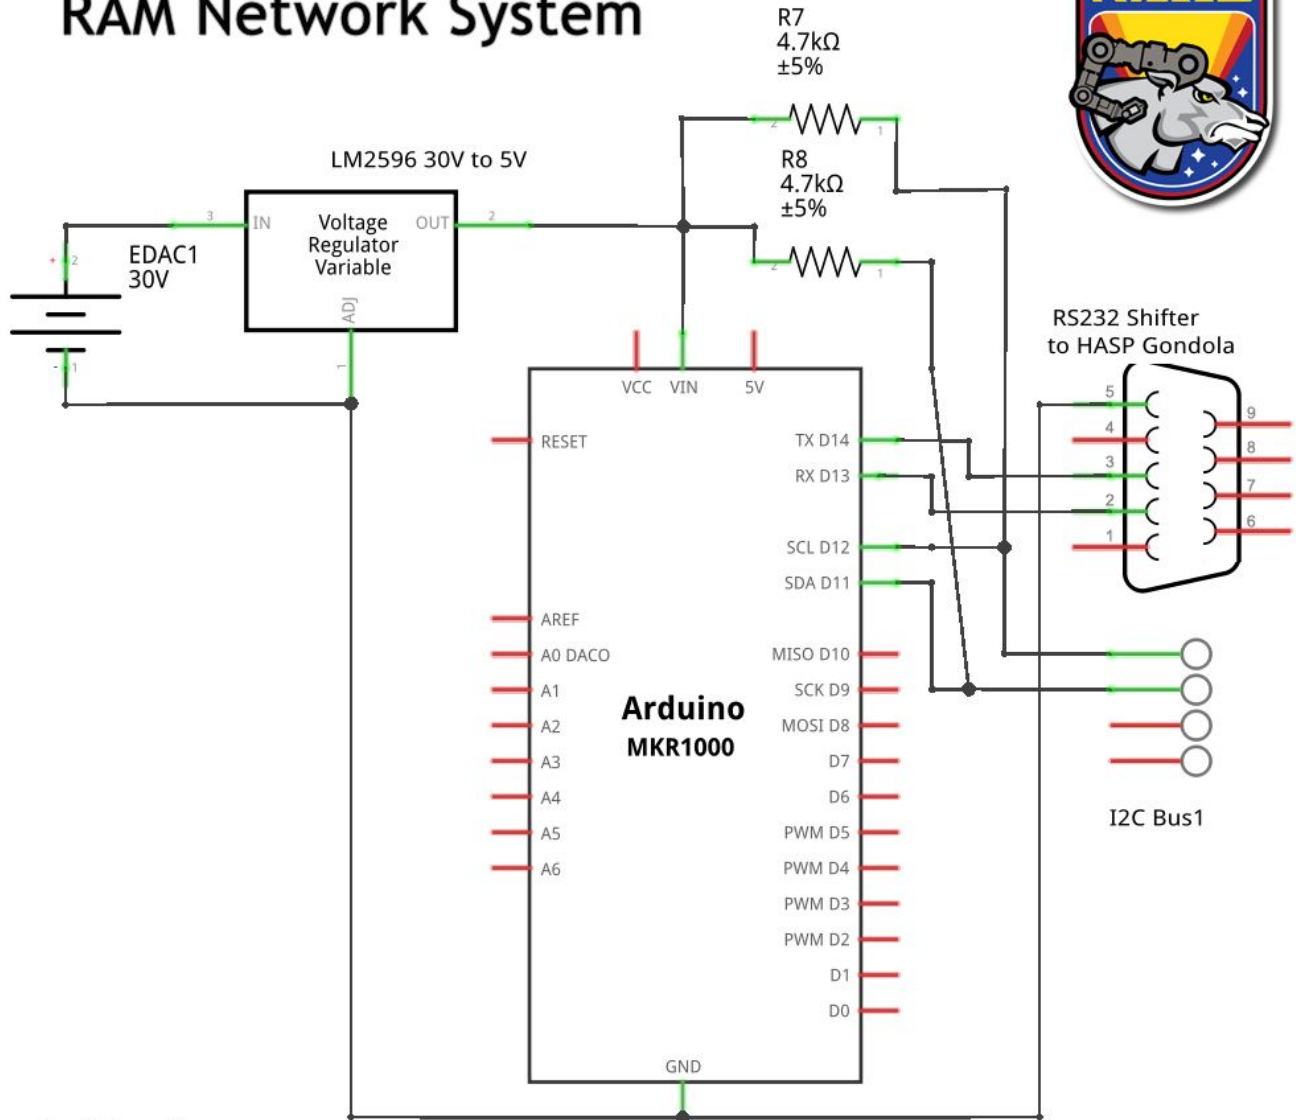 RAM Network System
R7
4.7kΩ
±5%
2
1
LM2596 30V to 5V
R8
4.7kΩ
±5%
2
1
3
IN
Voltage
Regulator
Variable
OUT
2
ADJ
1
+
2
EDAC1
30V
-
1
RS232 Shifter
to HASP Gondola
5
4
3
2
1
9
8
7
6
VCC
VIN
5V
RESET
TX D14
RX D13
SCL D12
SDA D11
AREF
A0 DACO
MISO D10
A1
SCK D9
A2
MOSI D8
Arduino
MKR1000
A3
D7
A4
D6
A5
PWM D5
A6
PWM D4
PWM D3
PWM D2
D1
D0
I2C Bus1
GND